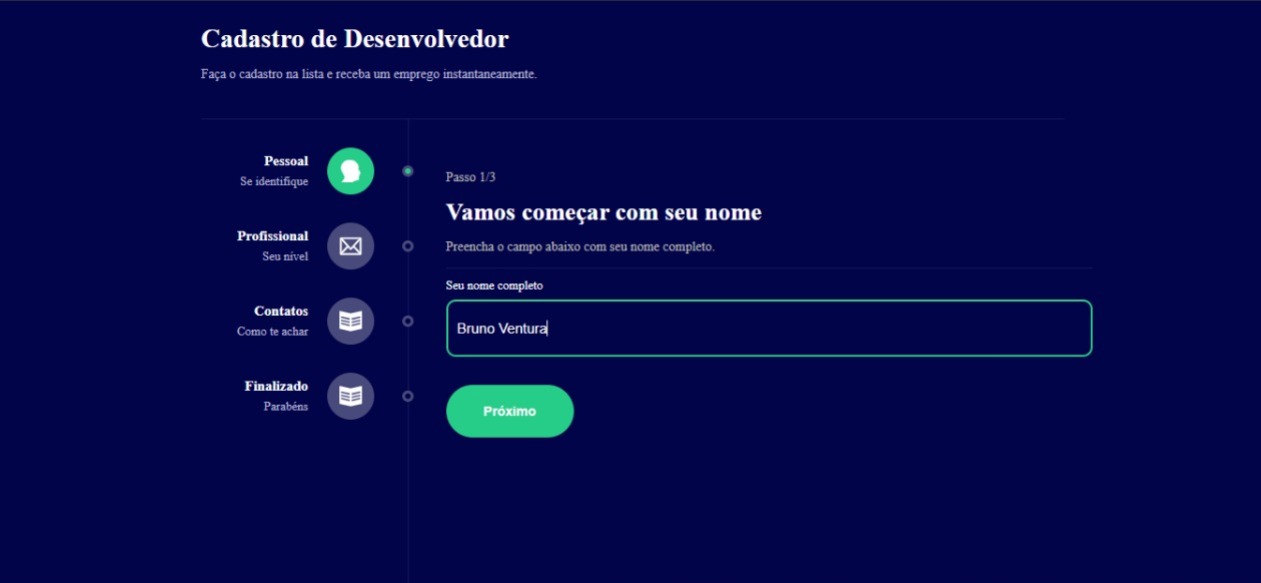 Cadastro de Desenvolvedor
Faça o cadastro na lista e receba um emprego instantaneamente.
Pessoal
Se identifique
Profissional
Seu nível
Contatos
Como te achar
Finalizado
Parabéns
Passo 1/3
Vamos começar com seu nome
Preencha o campo abaixo com seu nome completo.
Seu nome completo
Bruno Ventura
Próximo